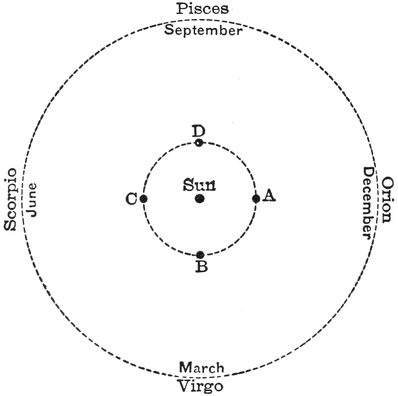 Pisces
September
D
Scorpio
June
C
Sun
A
December
Orion
B
March
Virgo